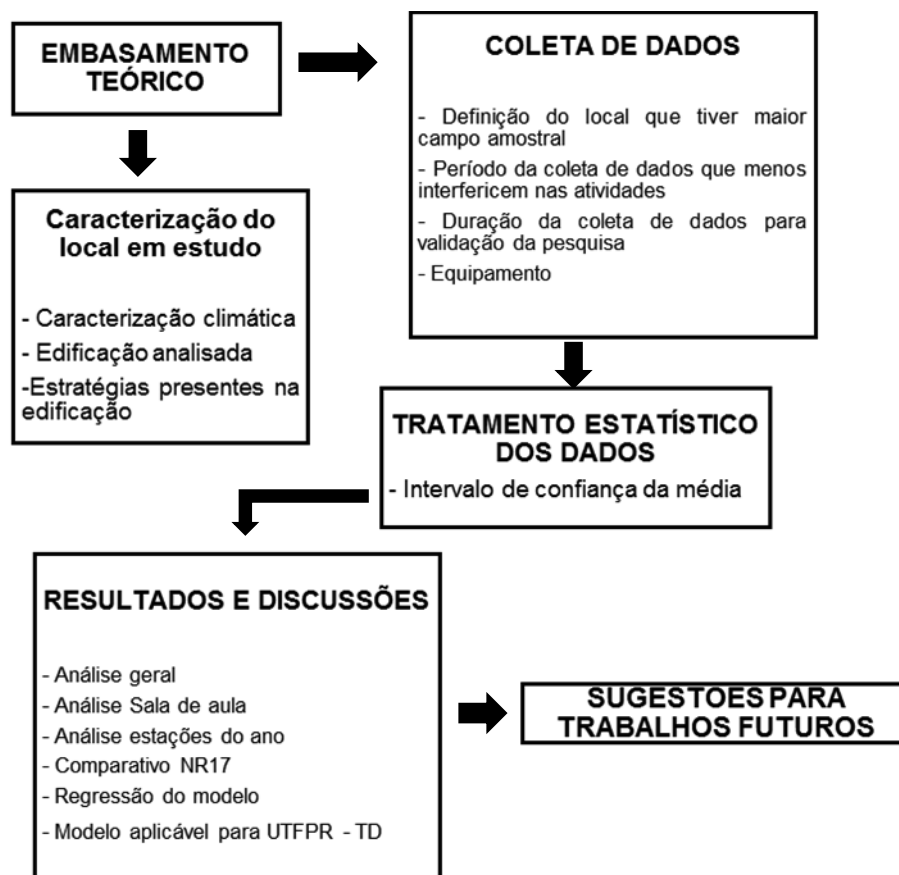 EMBASAMENTO
TEÓRICO
COLETA DE DADOS
- Definição do local que tiver maior
campo amostral
- Período da coleta de dados que menos
interfericem nas atividades
- Duração da coleta de dados para
validação da pesquisa
- Equipamento
Caracterização do
local em estudo
- Caracterização climática
- Edificação analisada
-Estratégias presentes na
edificação
TRATAMENTO ESTATÍSTICO
DOS DADOS
- Intervalo de confiança da média
RESULTADOS E DISCUSSÕES
- Análise geral
- Análise Sala de aula
- Análise estações do ano
- Comparativo NR17
- Regressão do modelo
- Modelo aplicável para UTFPR - TD
SUGESTÕES PARA
TRABALHOS FUTUROS